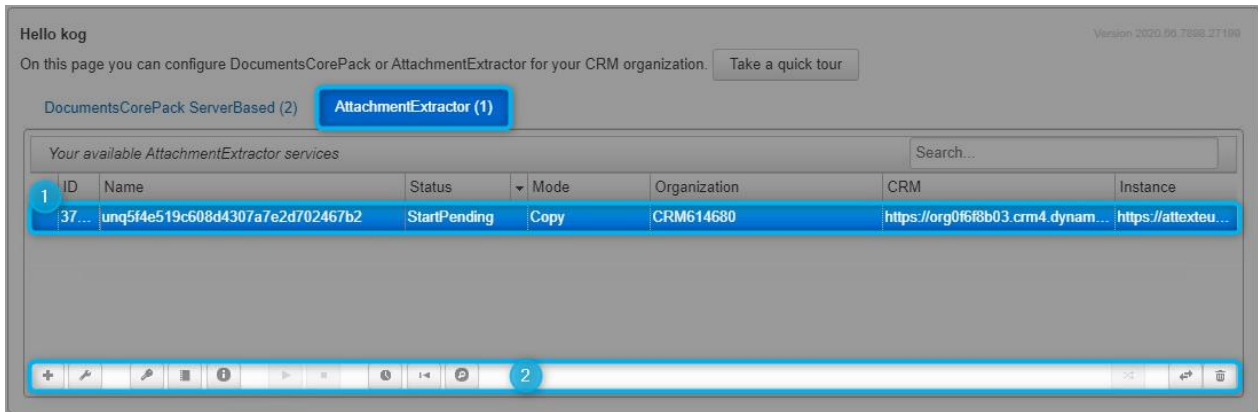 Hello kog
Version 2020.66.7898.27199
On this page you can configure DocumentsCorePack or AttachmentExtractor for your CRM organization. Take a quick tour
DocumentsCorePack ServerBased (2) AttachmentExtractor (1)
Your available AttachmentExtractor services Search...
1 ID Name Status Mode Organization CRM Instance
37... unq5f4e519c608d4307a7e2d702467b2 StartPending Copy CRM614680 https://org0f6f8b03.crm4.dynam... https://attexteu...
2